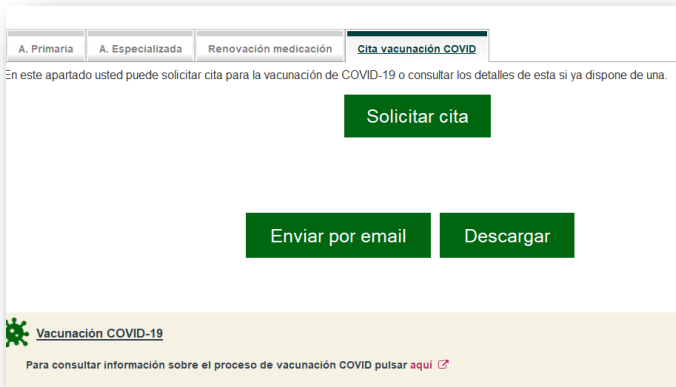 A. Primaria
A. Especializada
Renovación medicación
Cita vacunación COVID
En este apartado usted puede solicitar cita para la vacunación de COVID-19 o consultar los detalles de esta si ya dispone de una.
Solicitar cita
Enviar por email
Descargar
Vacunación COVID-19
Para consultar información sobre el proceso de vacunación COVID pulsar aquí